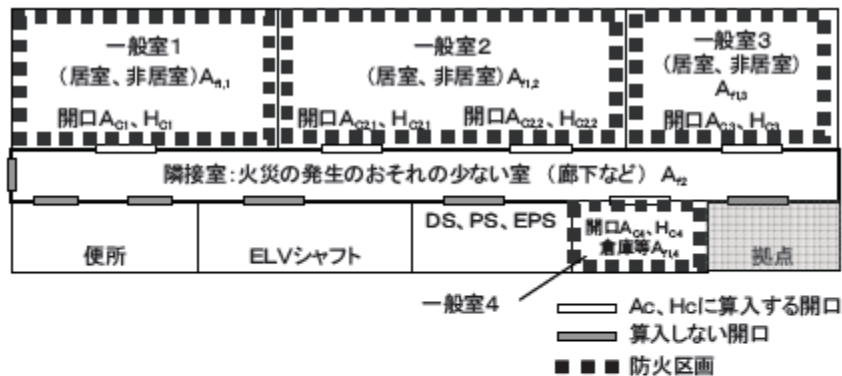 一般室1
(居室、非居室)Af1,1
開口AC1、HC1
一般室2
(居室、非居室)Af1,2
開口AC2,1、HC2,1
開口AC2,2、HC2,2
一般室3
(居室、非居室)
Af1,3
開口AC3、HC3
隣接室:火災の発生のおそれの少ない室 (廊下など) Af2
便所
ELVシャフト
DS、PS、EPS
開口AC4、HC4
倉庫等Af1,4
拠点
一般室4
Ac、Hcに算入する開口
算入しない開口
防火区画